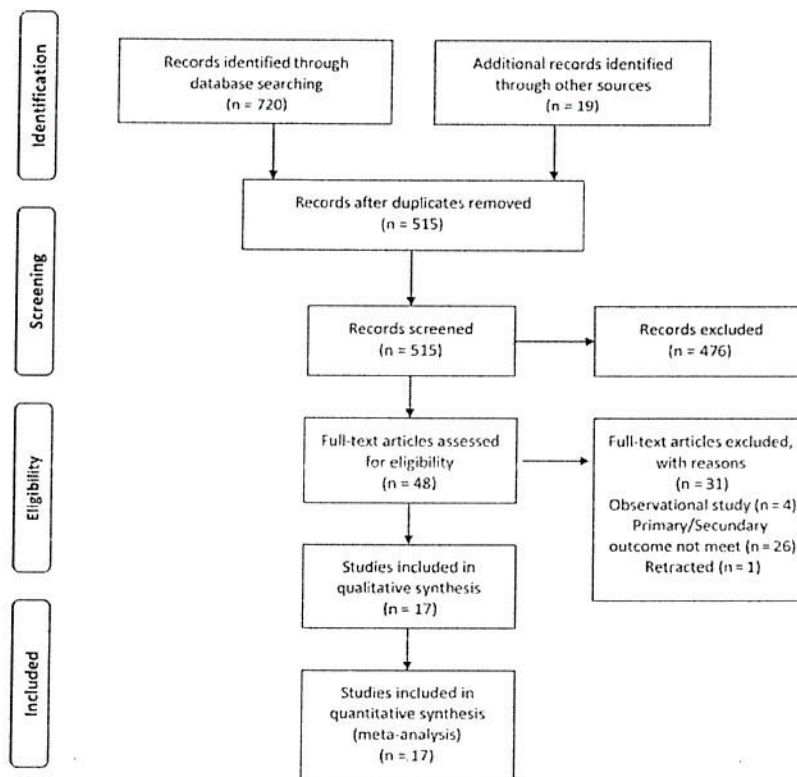 Identification
Records identified through
database searching
(n = 720)
Additional records identified
through other sources
(n = 19)
Records after duplicates removed
(n = 515)
Screening
Records screened
(n = 515)
Records excluded
(n = 476)
Eligibility
Full-text articles assessed
for eligibility
(n = 48)
Full-text articles excluded,
with reasons
(n = 31)
Observational study (n = 4)
Primary/Secundary
outcome not meet (n = 26)
Retracted (n = 1)
Studies included in
qualitative synthesis
(n = 17)
Included
Studies included in
quantitative synthesis
(meta-analysis)
(n = 17)